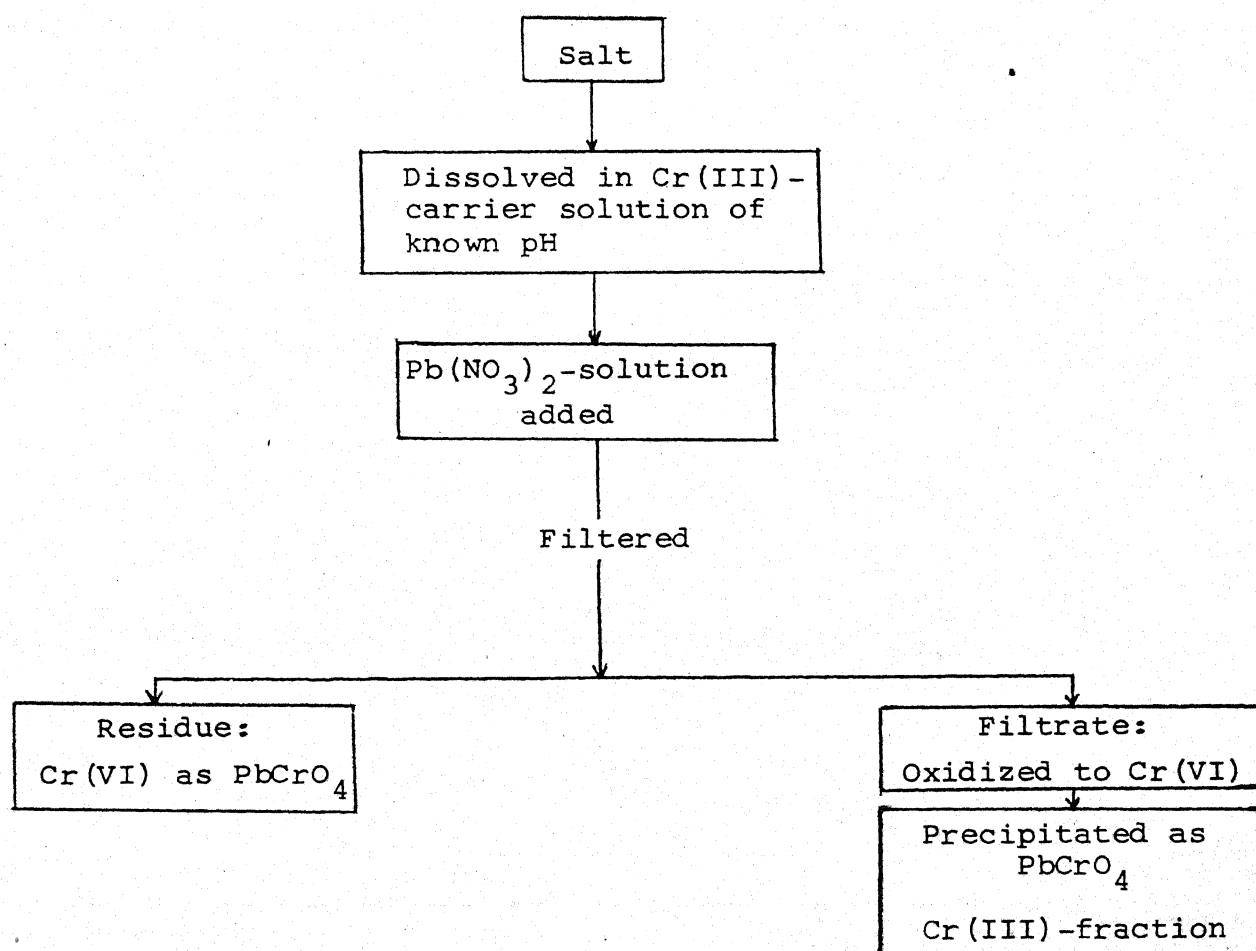 Salt
Dissolved in Cr(III)-
carrier solution of
known pH
Pb(NO3)2-solution
added
Filtered
Residue:
Cr(VI) as PbCrO4
Filtrate:
Oxidized to Cr(VI)
Precipitated as
PbCrO4
Cr(III)-fraction